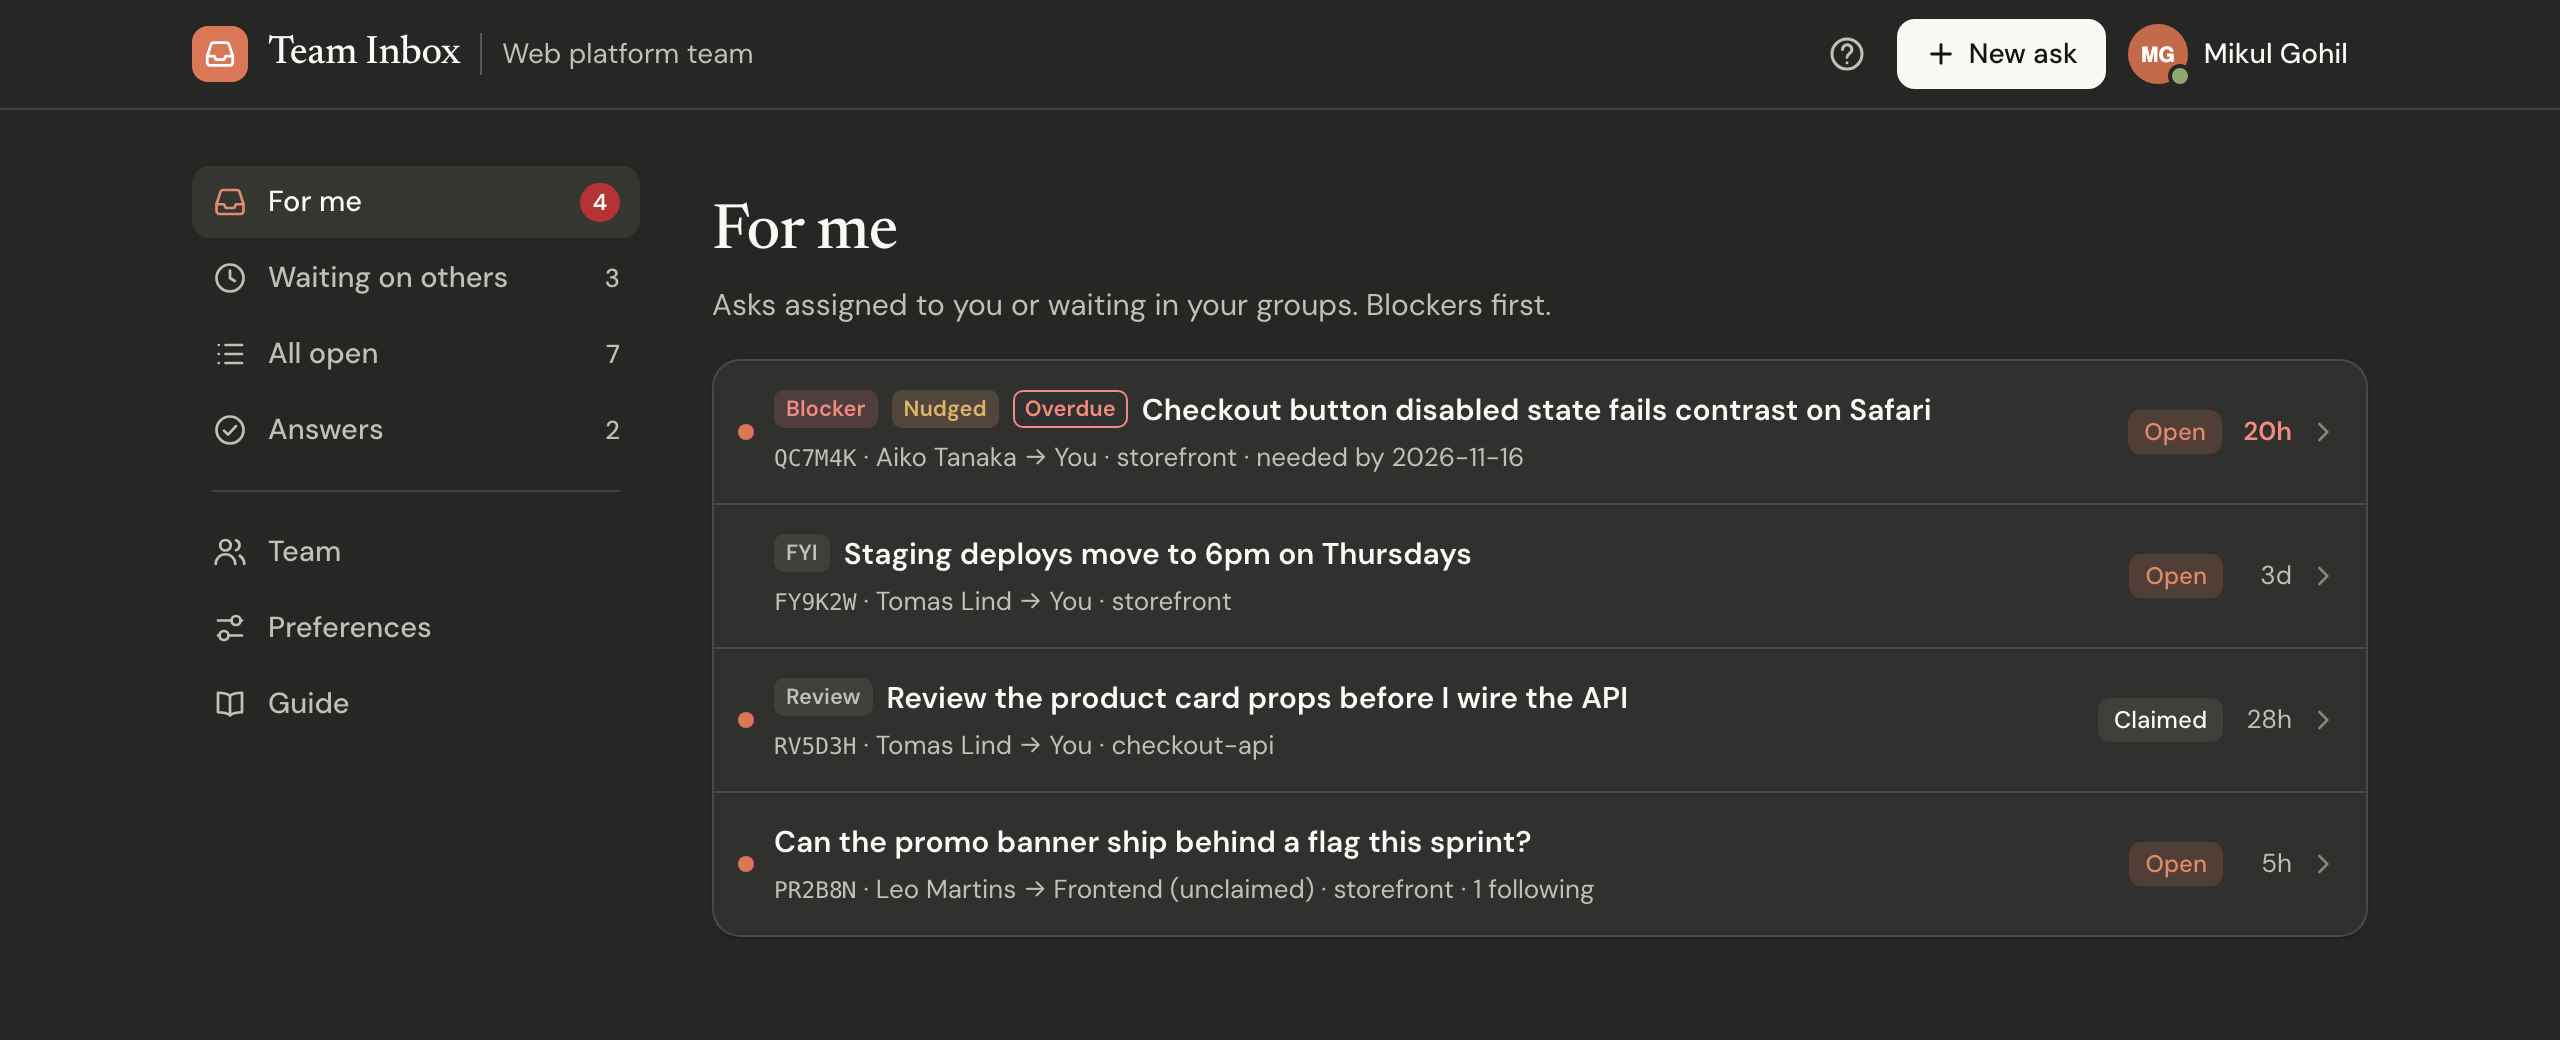 Team Inbox
Web platform team
New ask
MG
Mikul Gohil
For me
4
Waiting on others
3
All open
7
Answers
2
Team
Preferences
Guide
For me
Asks assigned to you or waiting in your groups. Blockers first.
Blocker Nudged Overdue Checkout button disabled state fails contrast on Safari
QC7M4K · Aiko Tanaka → You · storefront · needed by 2026-11-16
Open 20h
FYI Staging deploys move to 6pm on Thursdays
FY9K2W · Tomas Lind → You · storefront
Open 3d
Review Review the product card props before I wire the API
RV5D3H · Tomas Lind → You · checkout-api
Claimed 28h
Can the promo banner ship behind a flag this sprint?
PR2B8N · Leo Martins → Frontend (unclaimed) · storefront · 1 following
Open 5h